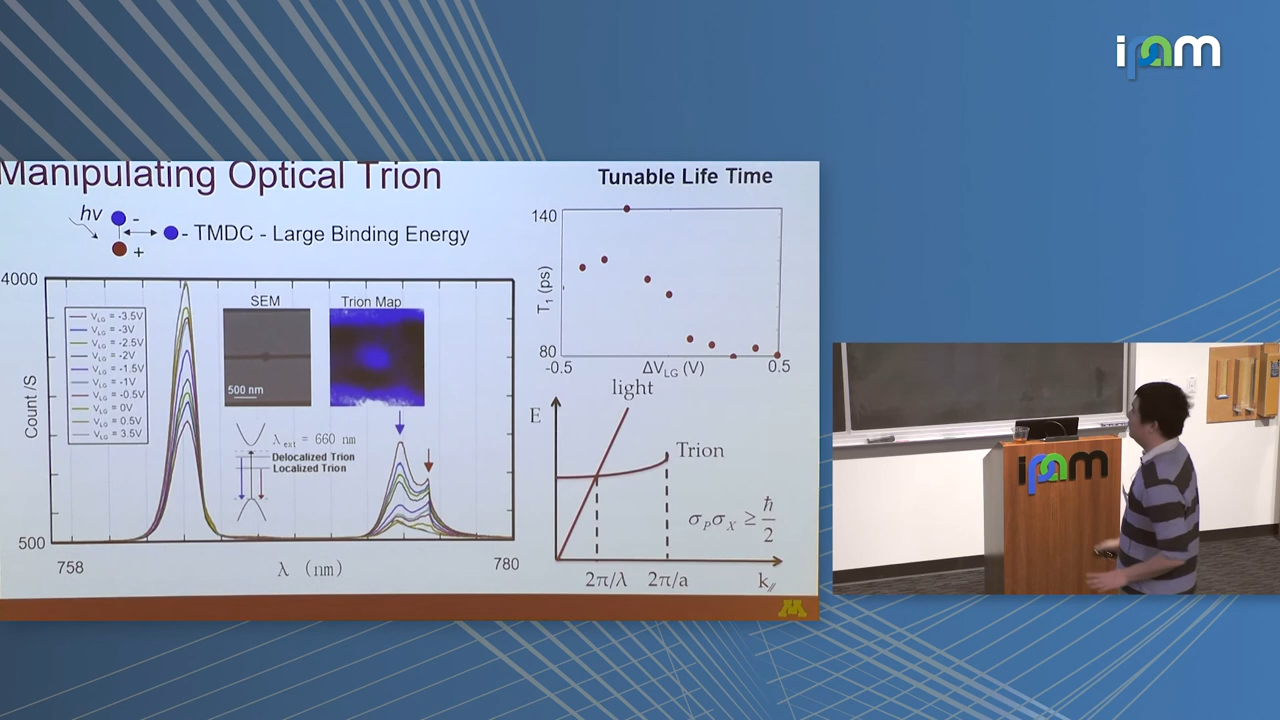 ipam
Manipulating Optical Trion
hν
-
+
- TMDC - Large Binding Energy
4000
500
Count /S
758
λ (nm)
780
V_LG = -3.5V
V_LG = -3V
V_LG = -2.5V
V_LG = -2V
V_LG = -1.5V
V_LG = -1V
V_LG = -0.5V
V_LG = 0V
V_LG = 0.5V
V_LG = 3.5V
SEM
500 nm
Trion Map
λ_ext = 660 nm
Delocalized Trion
Localized Trion
Tunable Life Time
140
T₁ (ps)
80
-0.5
ΔV_LG (V)
0.5
light
E
Trion
σ_P σ_X ≥ ħ/2
2π/λ
2π/a
k_//
M
ipam